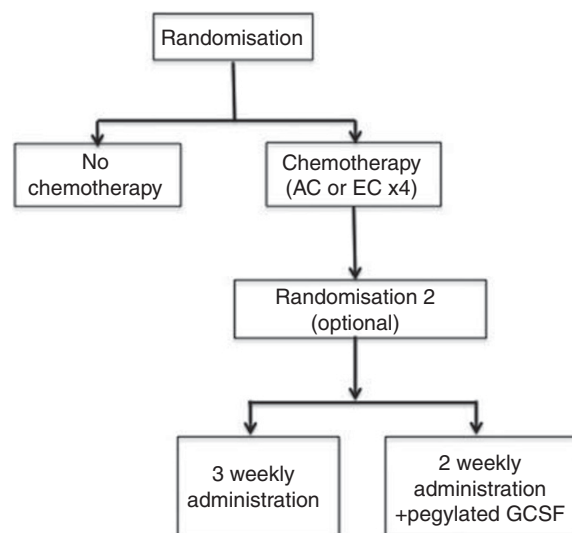 Randomisation
No
chemotherapy
Chemotherapy
(AC or EC x4)
Randomisation 2
(optional)
3 weekly
administration
2 weekly
administration
+pegylated GCSF